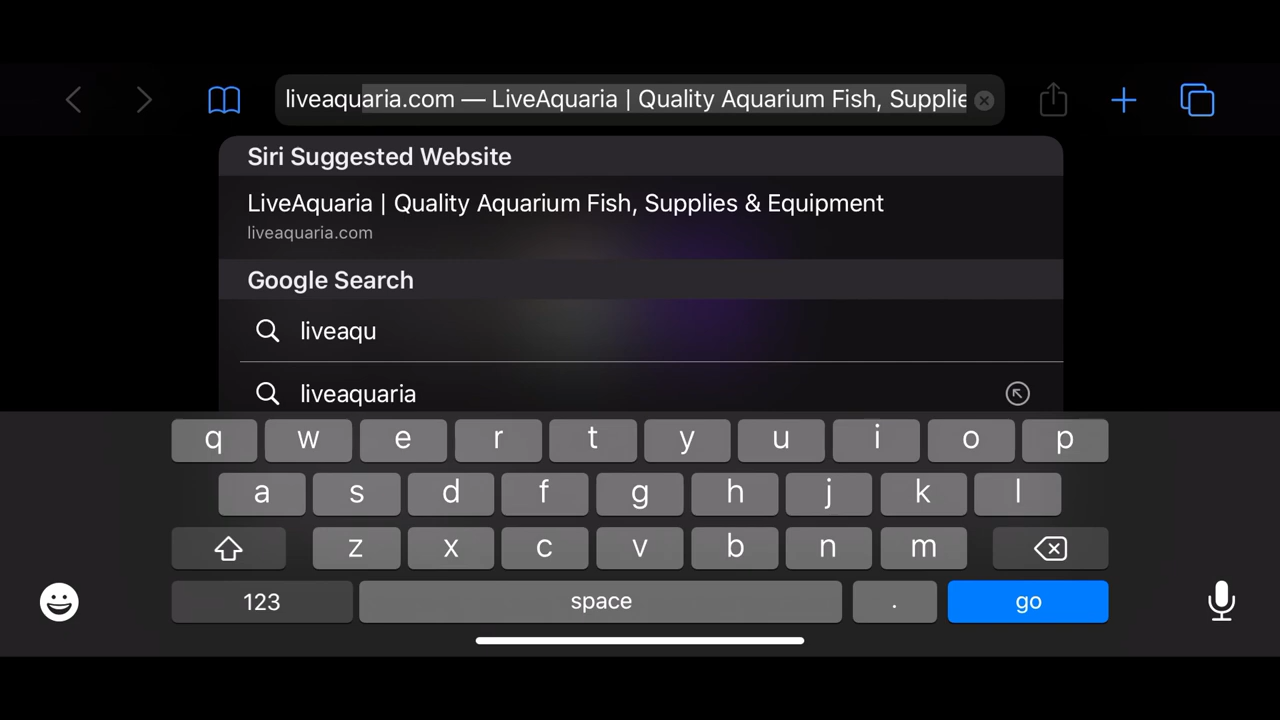 liveaquaria.com — LiveAquaria | Quality Aquarium Fish, Supplie
Siri Suggested Website
LiveAquaria | Quality Aquarium Fish, Supplies & Equipment
liveaquaria.com
Google Search
liveaqu
liveaquaria
q w e r t y u i o p
a s d f g h j k l
z x c v b n m
123 space . go